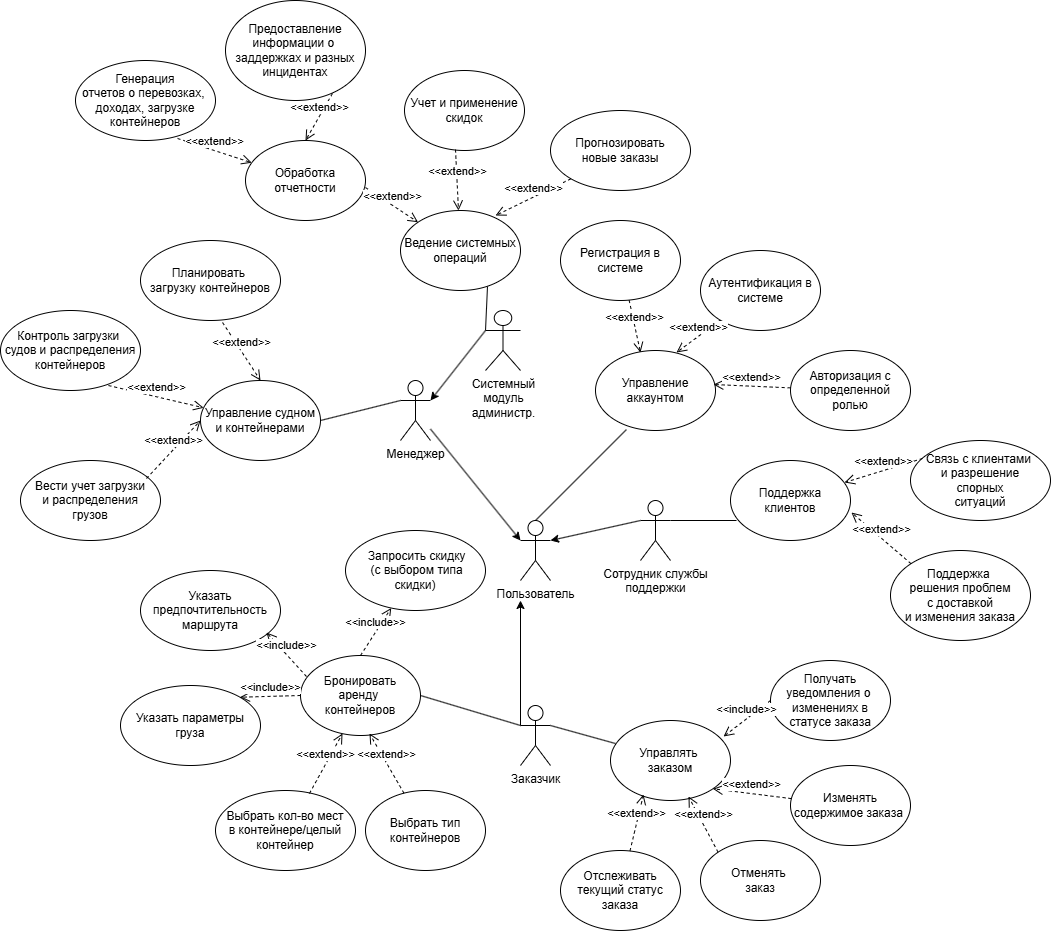 Предоставление
информации о
заддержках и разных
инцидентах
Генерация
отчетов о перевозках,
доходах, загрузке
контейнеров
<<extend>>
<<extend>>
Учет и применение
скидок
Прогнозировать
новые заказы
Обработка
отчетности
<<extend>>
<<extend>>
<<extend>>
Ведение системных
операций
Регистрация в
системе
Аутентификация в
системе
Планировать
загрузку контейнеров
<<extend>>
<<extend>>
Контроль загрузки
судов и распределения
контейнеров
<<extend>>
<<extend>>
Системный
модуль
администр.
Управление
аккаунтом
<<extend>>
Авторизация с
определенной
ролью
Управление судном
и контейнерами
<<extend>>
Менеджер
Вести учет загрузки
и распределения
грузов
Поддержка
клиентов
<<extend>>
Связь с клиентами
и разрешение
спорных
ситуаций
<<extend>>
Сотрудник службы
поддержки
Пользователь
Поддержка
решения проблем
с доставкой
и изменения заказа
Запросить скидку
(с выбором типа
скидки)
Указать
предпочтительность
маршрута
<<include>>
<<include>>
<<include>>
Бронировать
аренду
контейнеров
Указать параметры
груза
<<extend>>
<<extend>>
Заказчик
Получать
уведомления о
изменениях в
статусе заказа
<<include>>
Управлять
заказом
<<extend>>
Изменять
содержимое заказа
Выбрать кол-во мест
в контейнере/целый
контейнер
Выбрать тип
контейнеров
<<extend>>
<<extend>>
Отслеживать
текущий статус
заказа
Отменять
заказ